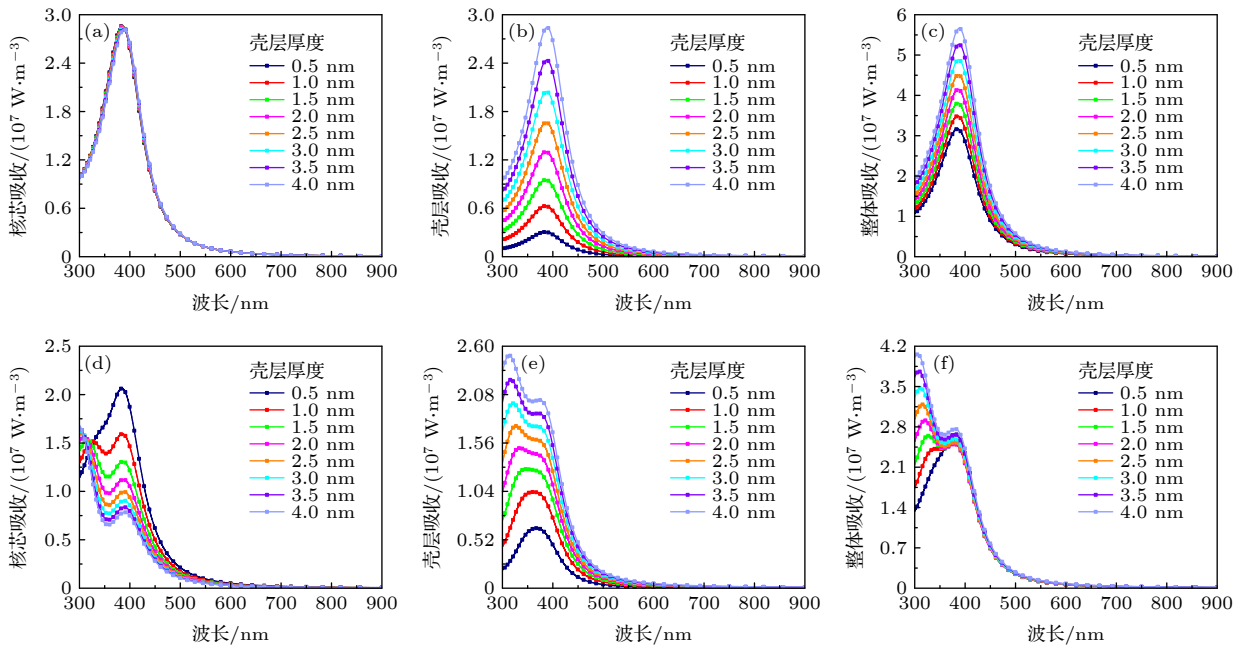 (a)
核芯吸收/(10⁷ W·m⁻³)
3.0
2.4
1.8
1.2
0.6
0
壳层厚度
0.5 nm
1.0 nm
1.5 nm
2.0 nm
2.5 nm
3.0 nm
3.5 nm
4.0 nm
300 400 500 600 700 800 900
波长/nm
(b)
壳层吸收/(10⁷ W·m⁻³)
3.0
2.4
1.8
1.2
0.6
0
壳层厚度
0.5 nm
1.0 nm
1.5 nm
2.0 nm
2.5 nm
3.0 nm
3.5 nm
4.0 nm
300 400 500 600 700 800 900
波长/nm
(c)
整体吸收/(10⁷ W·m⁻³)
6
5
4
3
2
1
0
壳层厚度
0.5 nm
1.0 nm
1.5 nm
2.0 nm
2.5 nm
3.0 nm
3.5 nm
4.0 nm
300 400 500 600 700 800 900
波长/nm
(d)
核芯吸收/(10⁷ W·m⁻³)
2.5
2.0
1.5
1.0
0.5
0
壳层厚度
0.5 nm
1.0 nm
1.5 nm
2.0 nm
2.5 nm
3.0 nm
3.5 nm
4.0 nm
300 400 500 600 700 800 900
波长/nm
(e)
壳层吸收/(10⁷ W·m⁻³)
2.60
2.08
1.56
1.04
0.52
0
壳层厚度
0.5 nm
1.0 nm
1.5 nm
2.0 nm
2.5 nm
3.0 nm
3.5 nm
4.0 nm
300 400 500 600 700 800 900
波长/nm
(f)
整体吸收/(10⁷ W·m⁻³)
4.2
3.5
2.8
2.1
1.4
0.7
0
壳层厚度
0.5 nm
1.0 nm
1.5 nm
2.0 nm
2.5 nm
3.0 nm
3.5 nm
4.0 nm
300 400 500 600 700 800 900
波长/nm